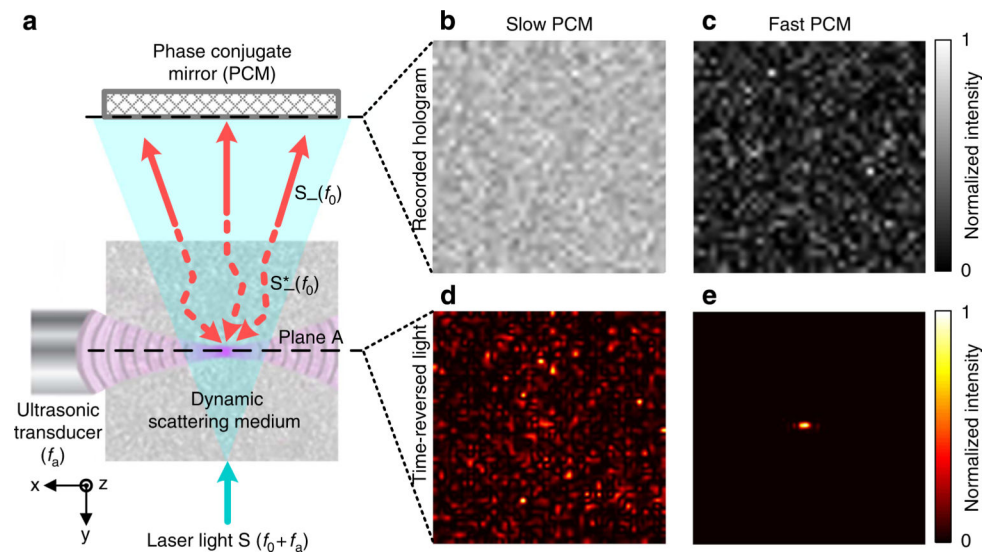 a
Phase conjugate
mirror (PCM)
S−(f0)
S*−(f0)
Plane A
Dynamic
scattering medium
Ultrasonic
transducer
(fa)
x
z
y
Laser light S (f0+fa)
b
Slow PCM
Recorded hologram
c
Fast PCM
1
Normalized intensity
0
d
Time-reversed light
e
1
Normalized intensity
0